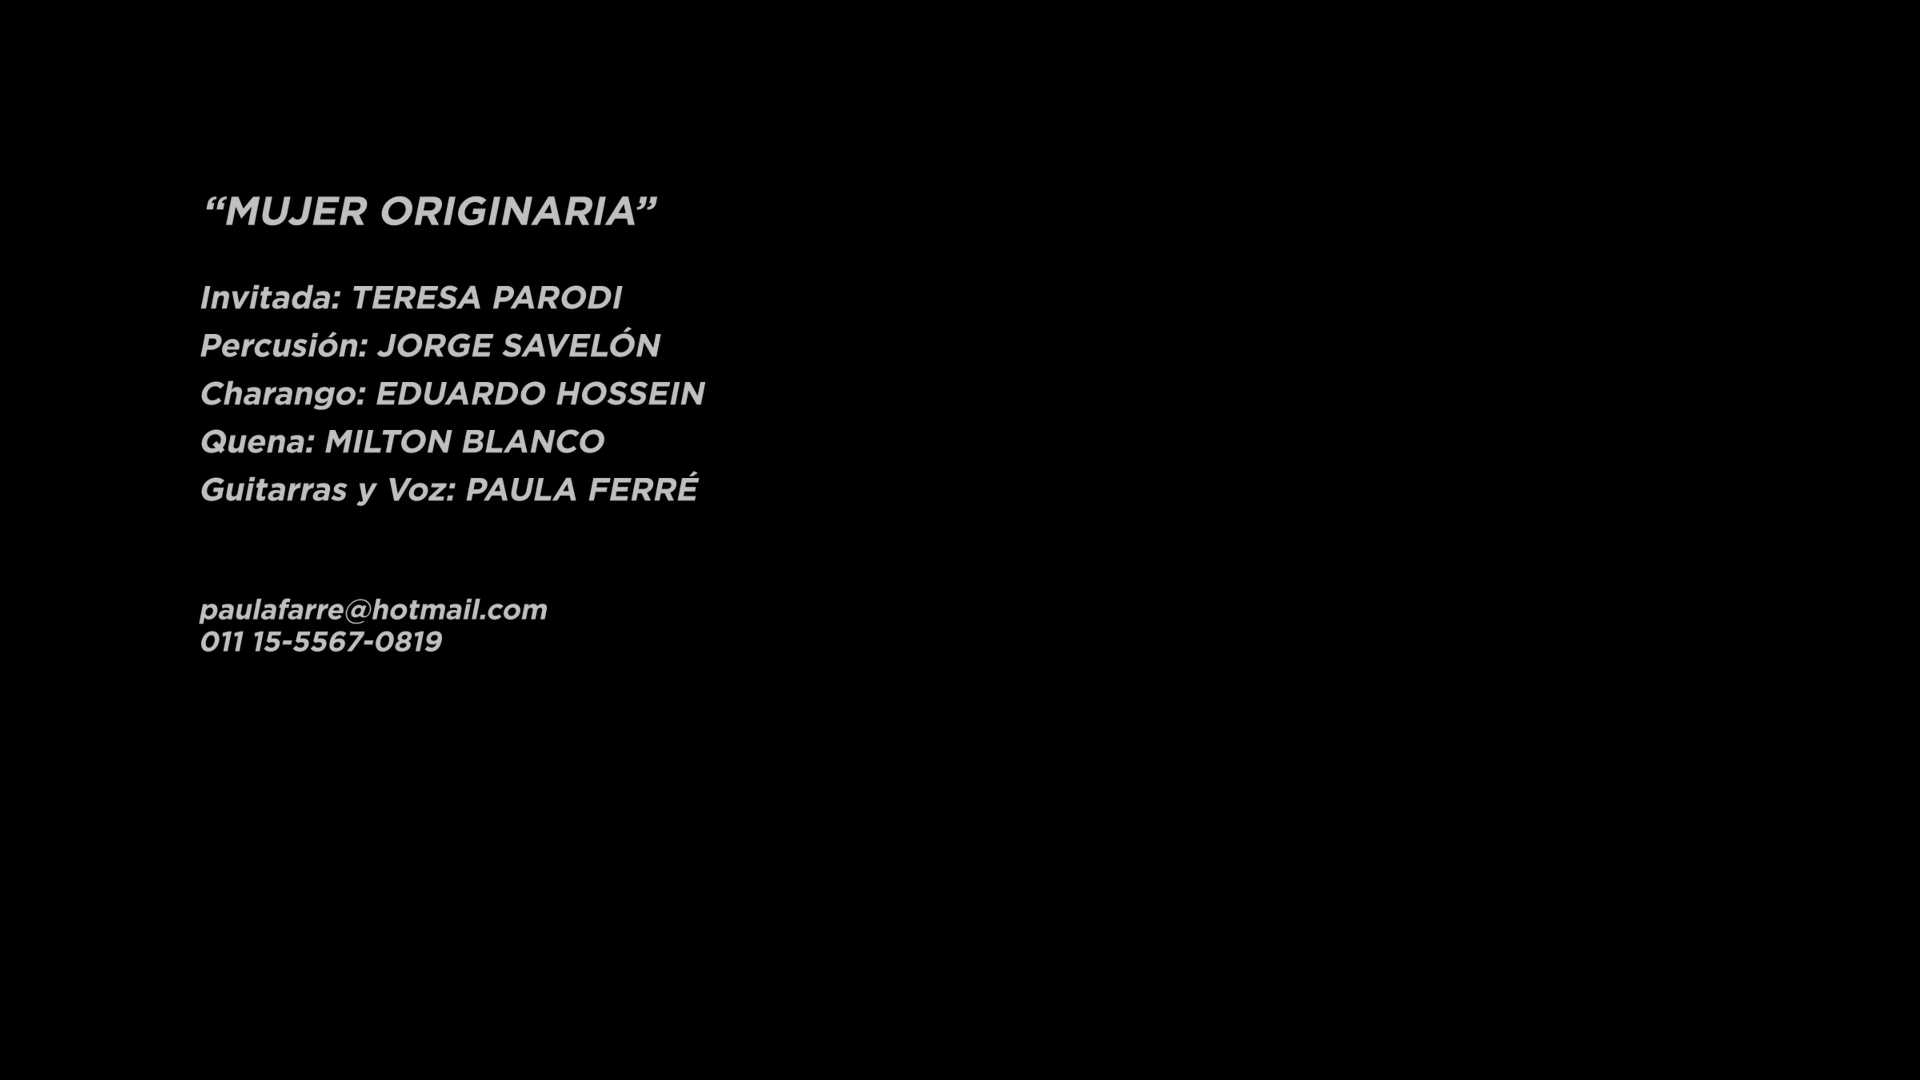 “MUJER ORIGINARIA”
Invitada: TERESA PARODI
Percusión: JORGE SAVELÓN
Charango: EDUARDO HOSSEIN
Quena: MILTON BLANCO
Guitarras y Voz: PAULA FERRÉ
paulafarre@hotmail.com
011 15-5567-0819